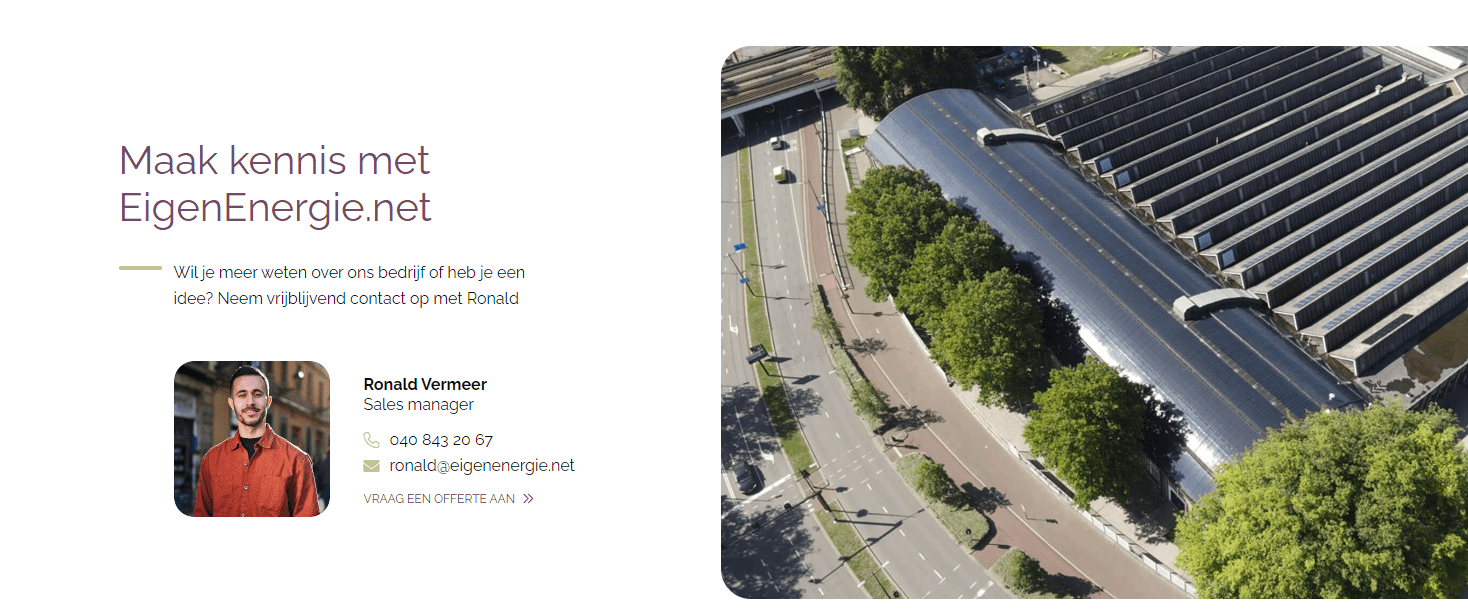 Maak kennis met
EigenEnergie.net
Wil je meer weten over ons bedrijf of heb je een
idee? Neem vrijblijvend contact op met Ronald
Ronald Vermeer
Sales manager
040 843 20 67
ronald@eigenenergie.net
VRAAG EEN OFFERTE AAN